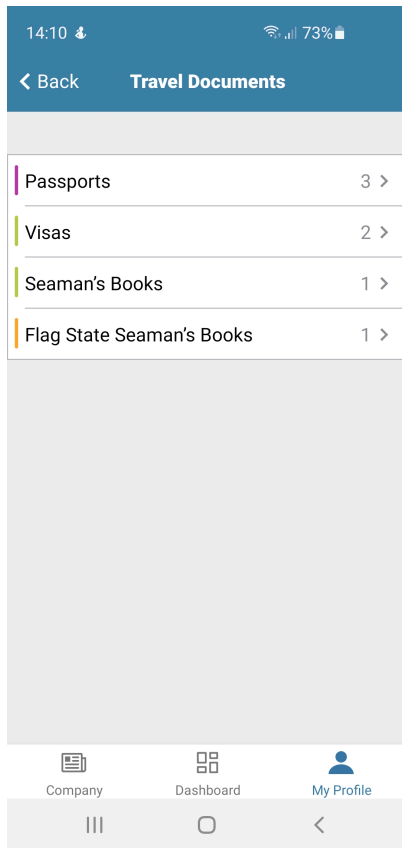 14:10 73%
Back Travel Documents
Passports 3
Visas 2
Seaman’s Books 1
Flag State Seaman’s Books 1
Company Dashboard My Profile